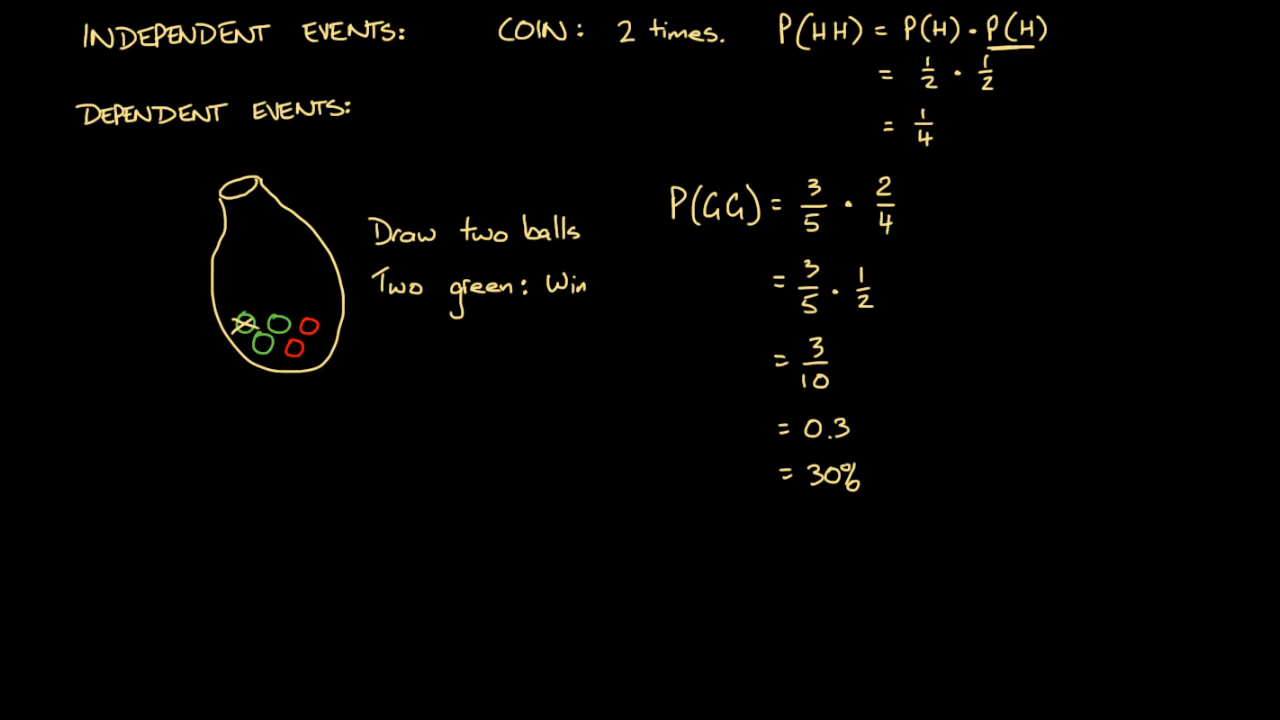 INDEPENDENT EVENTS: COIN: 2 times. P(HH) = P(H) · P(H)
= 1/2 · 1/2
= 1/4
DEPENDENT EVENTS:
Draw two balls
Two green: Win
P(GG) = 3/5 · 2/4
= 3/5 · 1/2
= 3/10
= 0.3
= 30%